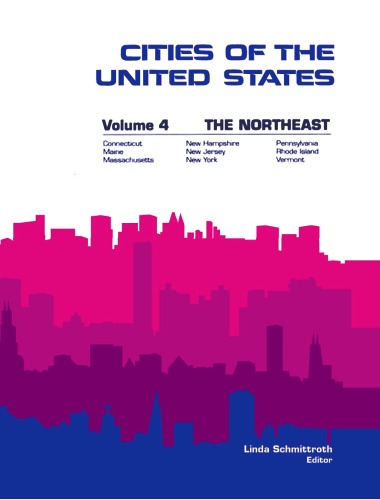 CITIES OF THE
UNITED STATES
Volume 4 THE NORTHEAST
Connecticut New Hampshire Pennsylvania
Maine New Jersey Rhode Island
Massachusetts New York Vermont
Linda Schmittroth
Editor